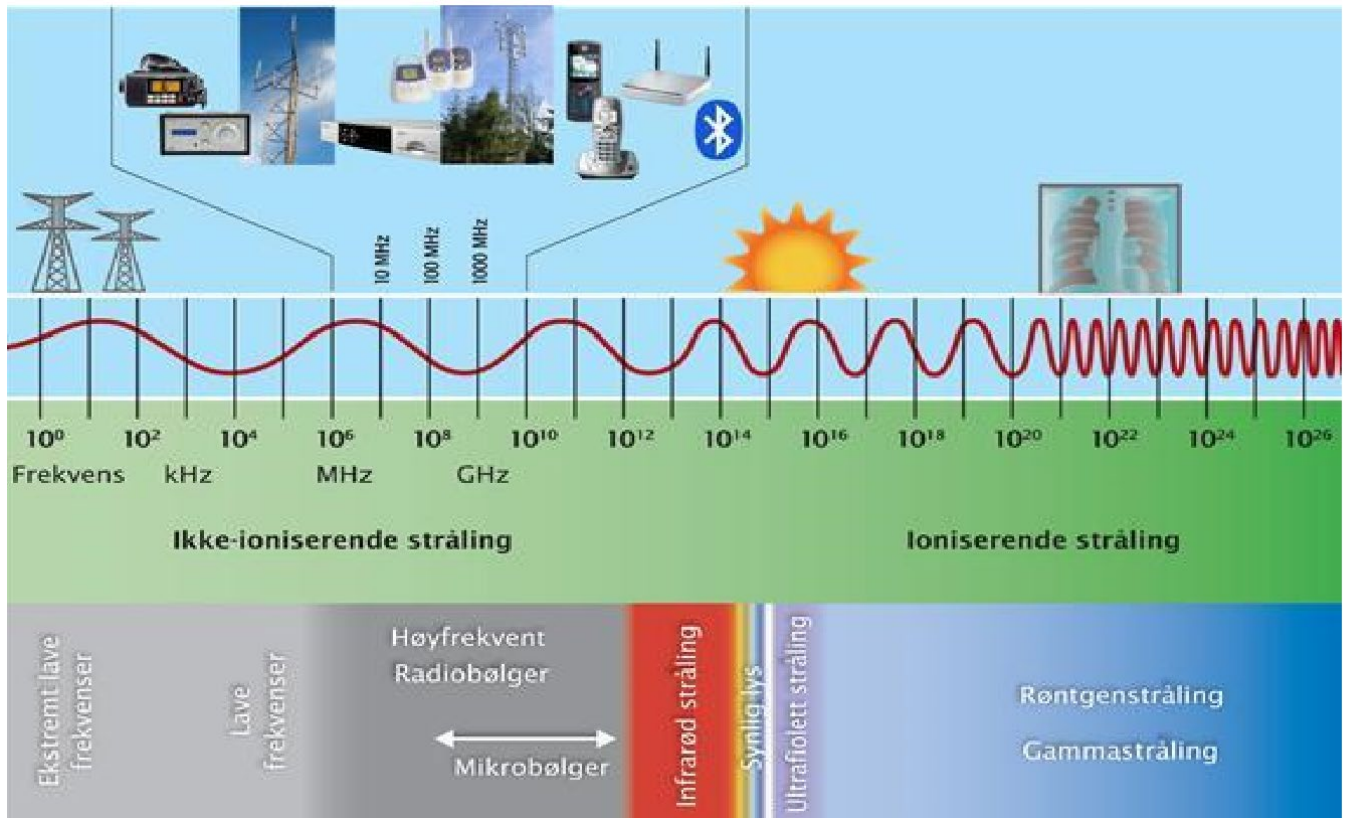 10 MHz
100 MHz
1000 MHz
10⁰ 10² 10⁴ 10⁶ 10⁸ 10¹⁰ 10¹² 10¹⁴ 10¹⁶ 10¹⁸ 10²⁰ 10²² 10²⁴ 10²⁶
Frekvens kHz MHz GHz
Ikke-ioniserende stråling
Ioniserende stråling
Ekstremt lave
frekvenser
Lave
frekvenser
Høyfrekvent
Radiobølger
Mikrobølger
Infrarød stråling
Synlig lys
Ultrafiolett stråling
Røntgenstråling
Gammastråling